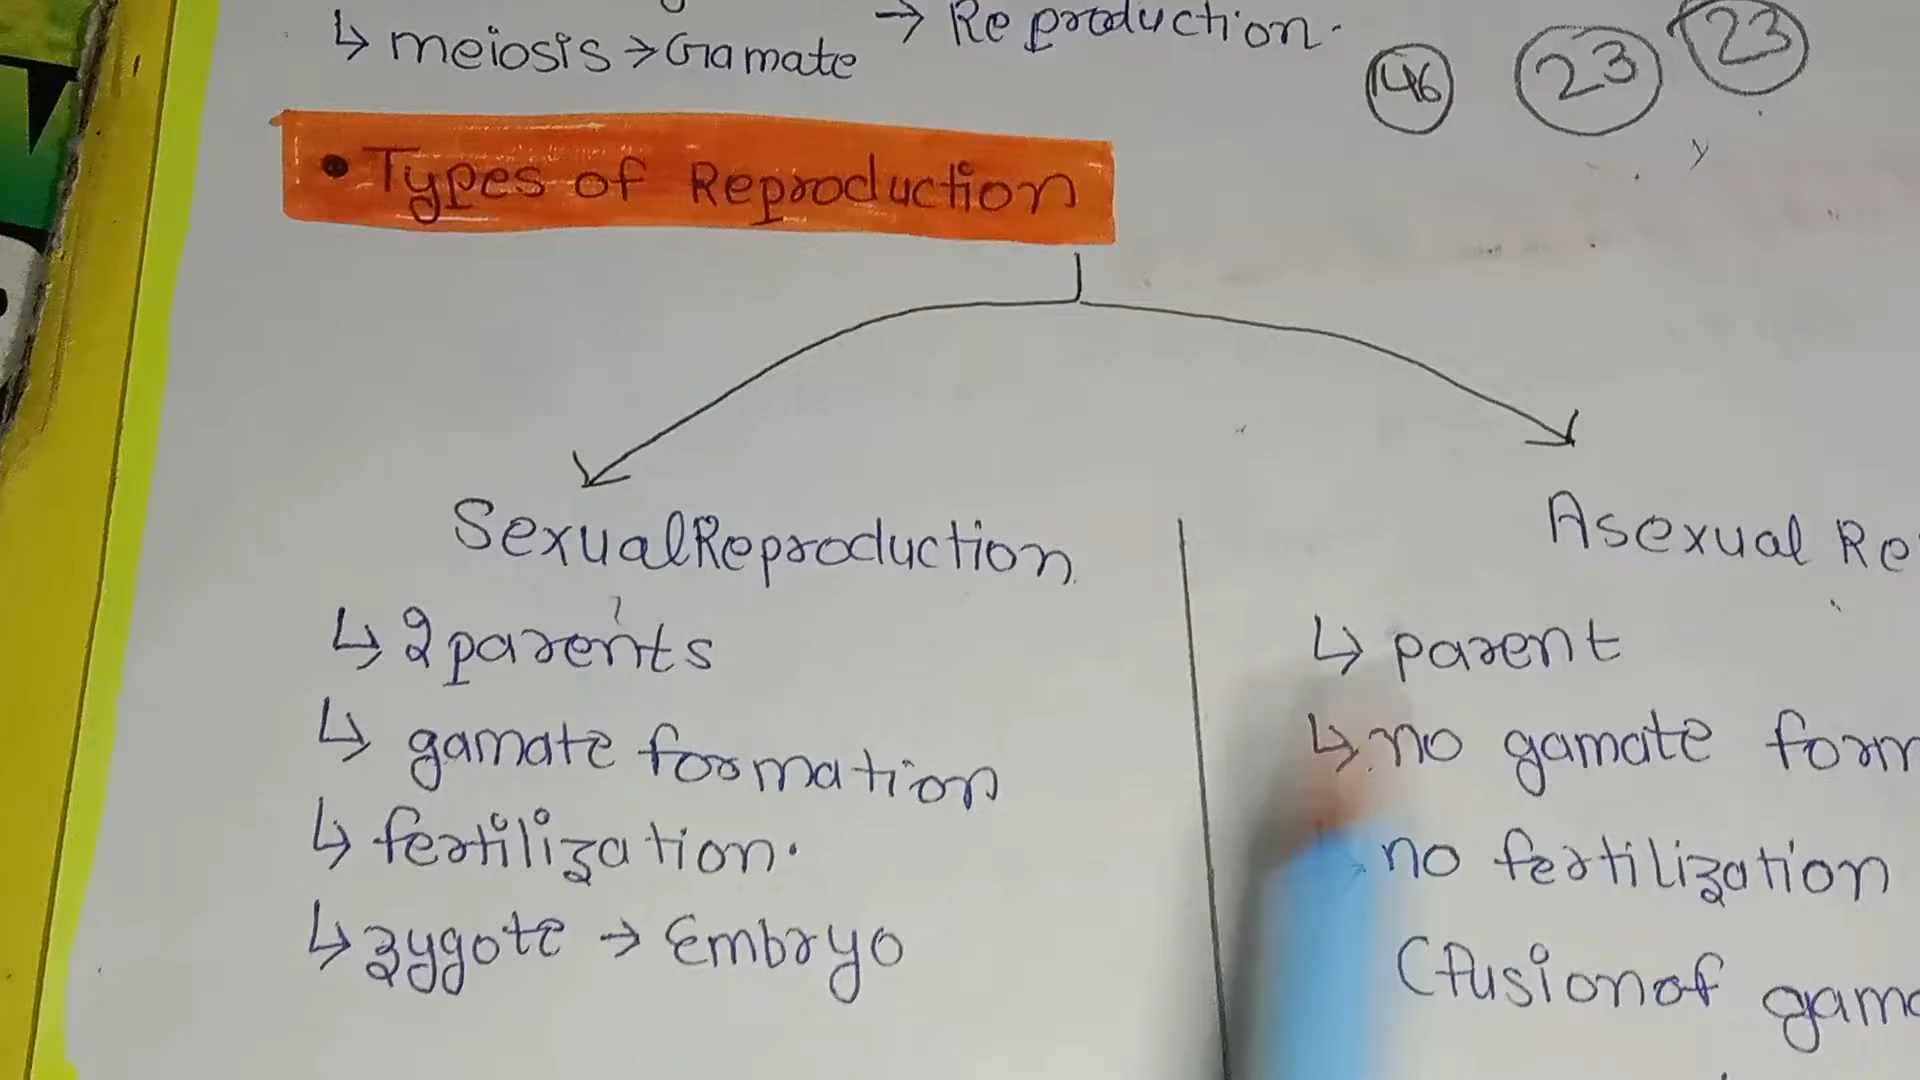 → Reproduction.
↳ meiosis → Gamate
46 23 23
• Types of Reproduction
Sexual Reproduction
↳ 2 parents
↳ gamate formation
↳ fertilization.
↳ zygote → Embryo
Asexual Re
↳ parent
↳ no gamate form
no fertilization
(fusion of gam